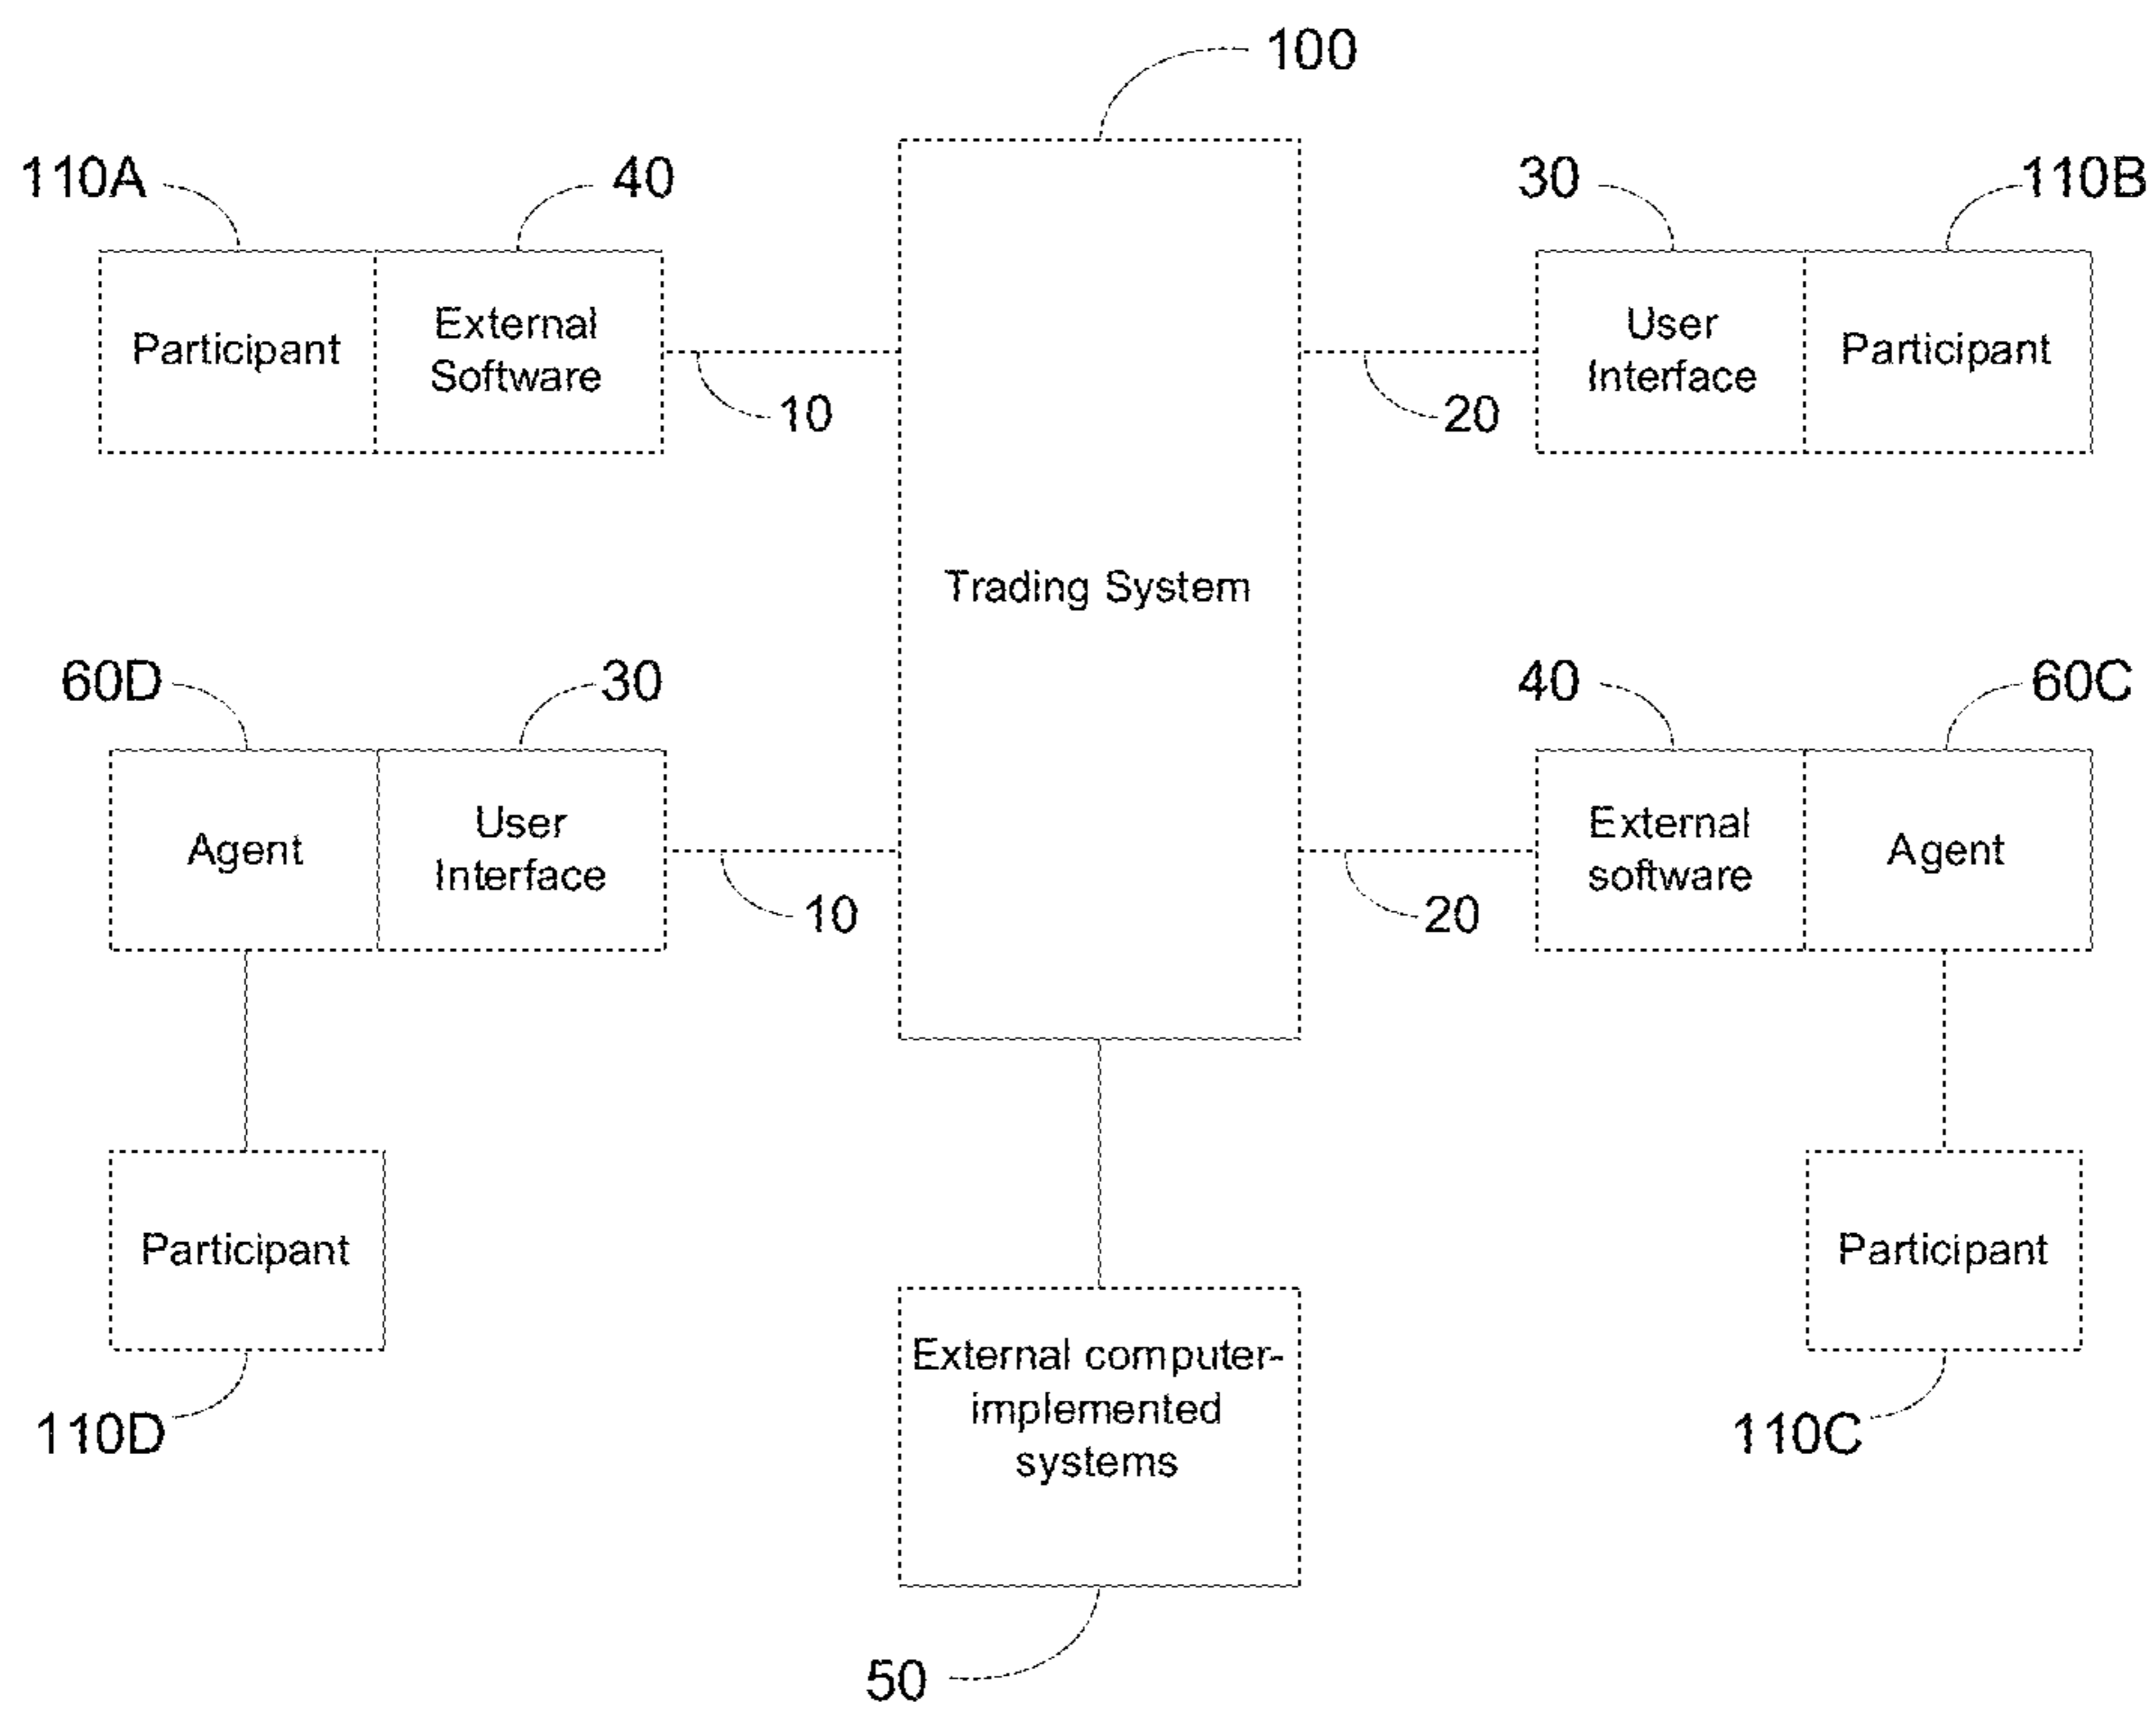 100
110A
40
30
110B
Participant
External
Software
10
Trading System
20
User
Interface
Participant
60D
30
40
60C
Agent
User
Interface
10
20
External
software
Agent
Participant
110D
External computer-
implemented
systems
50
Participant
110C